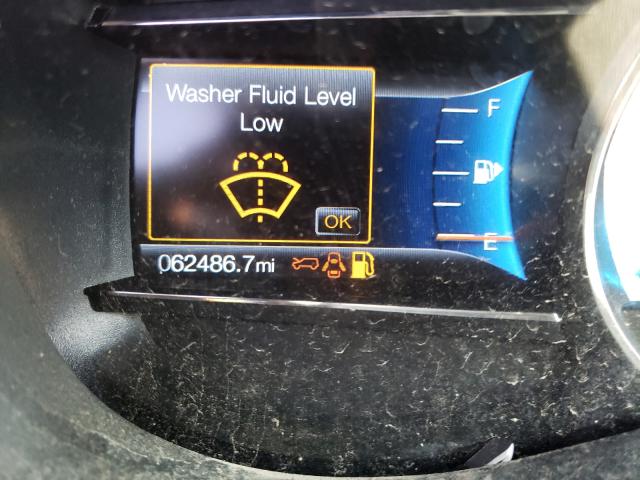 Washer Fluid Level
Low
OK
F
E
062486.7mi